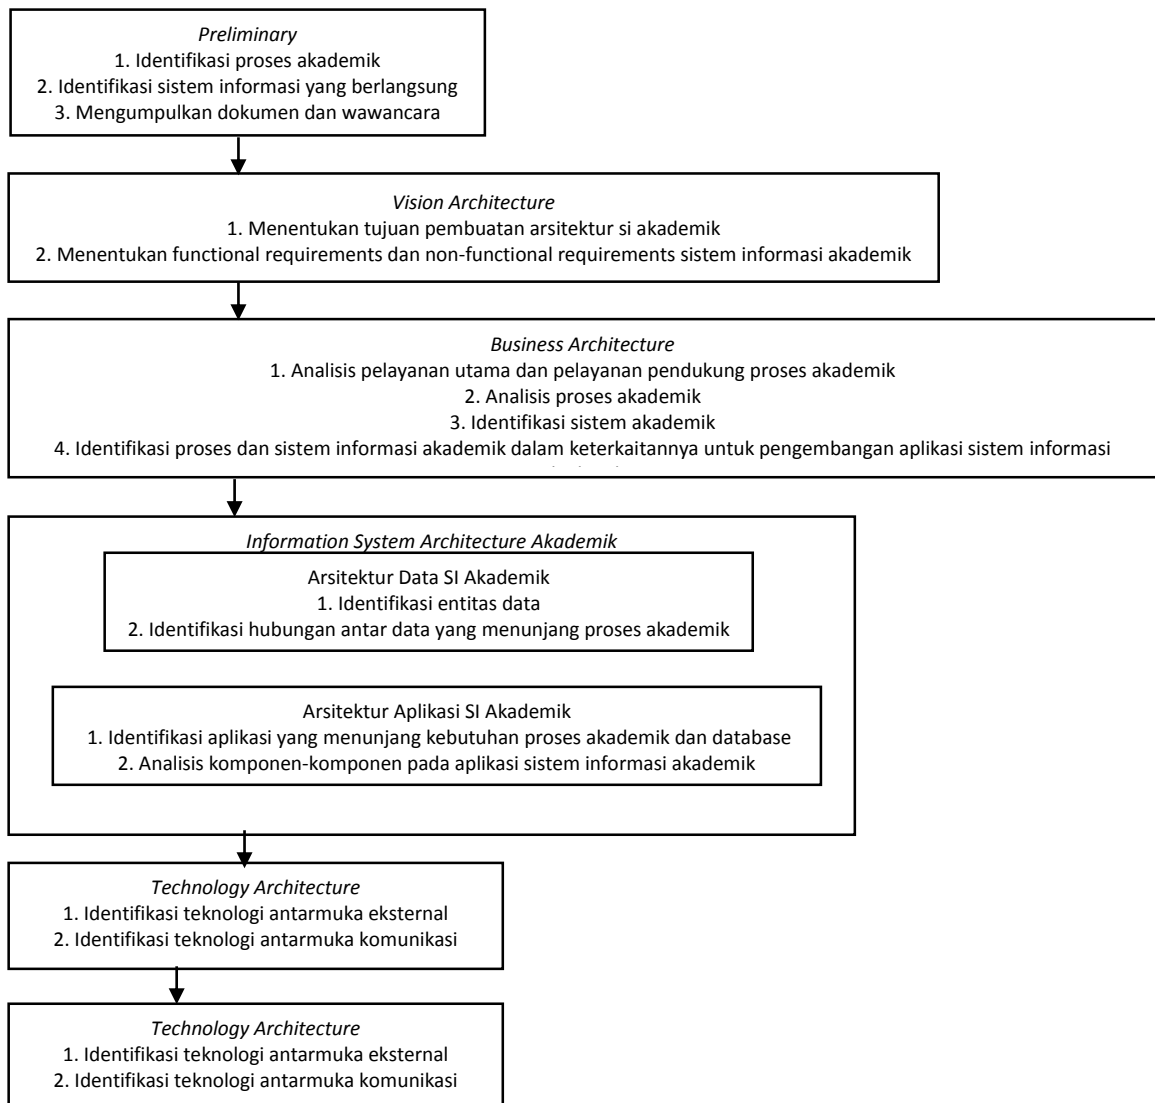 Preliminary
1. Identifikasi proses akademik
2. Identifikasi sistem informasi yang berlangsung
3. Mengumpulkan dokumen dan wawancara
Vision Architecture
1. Menentukan tujuan pembuatan arsitektur si akademik
2. Menentukan functional requirements dan non-functional requirements sistem informasi akademik
Business Architecture
1. Analisis pelayanan utama dan pelayanan pendukung proses akademik
2. Analisis proses akademik
3. Identifikasi sistem akademik
4. Identifikasi proses dan sistem informasi akademik dalam keterkaitannya untuk pengembangan aplikasi sistem informasi
Information System Architecture Akademik
Arsitektur Data SI Akademik
1. Identifikasi entitas data
2. Identifikasi hubungan antar data yang menunjang proses akademik
Arsitektur Aplikasi SI Akademik
1. Identifikasi aplikasi yang menunjang kebutuhan proses akademik dan database
2. Analisis komponen-komponen pada aplikasi sistem informasi akademik
Technology Architecture
1. Identifikasi teknologi antarmuka eksternal
2. Identifikasi teknologi antarmuka komunikasi
Technology Architecture
1. Identifikasi teknologi antarmuka eksternal
2. Identifikasi teknologi antarmuka komunikasi